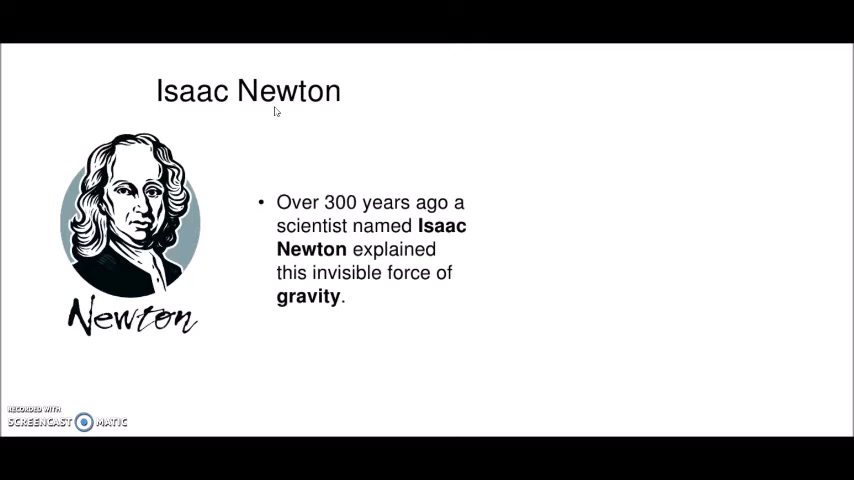 Isaac Newton
• Over 300 years ago a
scientist named Isaac
Newton explained
this invisible force of
gravity.
Newton
RECORDED WITH
SCREENCAST MATIC